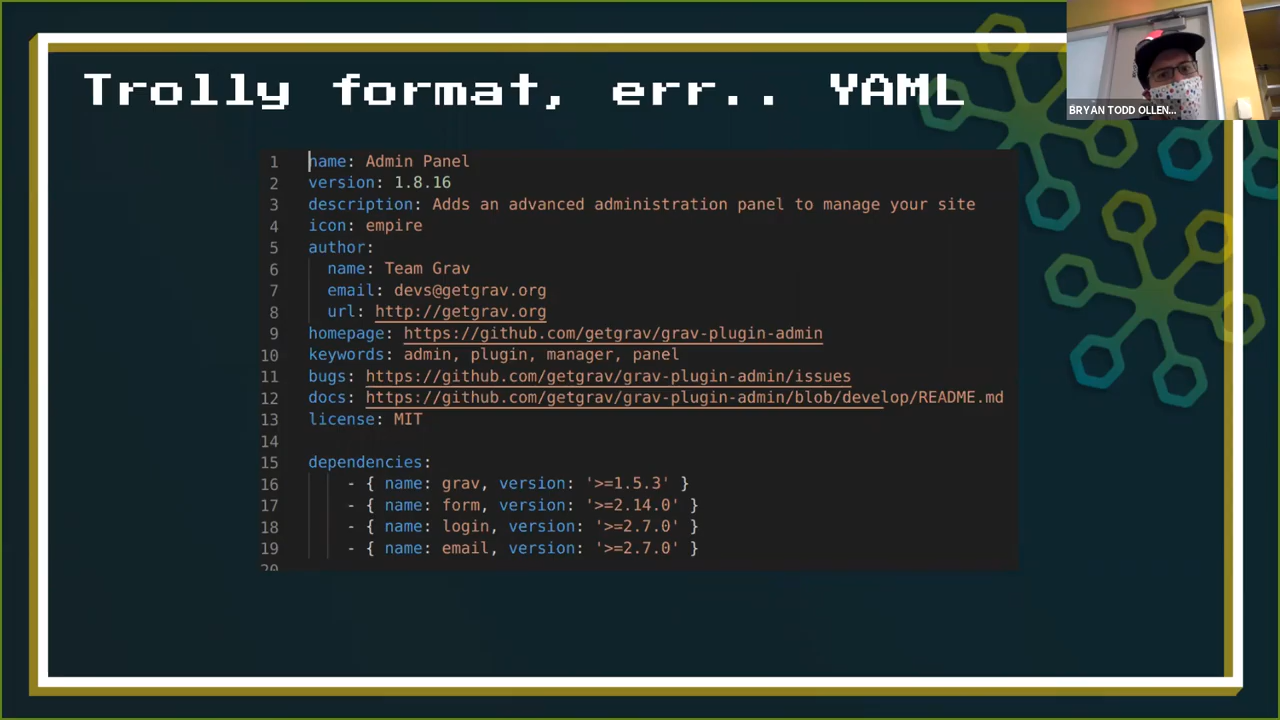 Trolly format, err.. YAML
BRYAN TODD OLLEN...
1 name: Admin Panel
2 version: 1.8.16
3 description: Adds an advanced administration panel to manage your site
4 icon: empire
5 author:
6 name: Team Grav
7 email: devs@getgrav.org
8 url: http://getgrav.org
9 homepage: https://github.com/getgrav/grav-plugin-admin
10 keywords: admin, plugin, manager, panel
11 bugs: https://github.com/getgrav/grav-plugin-admin/issues
12 docs: https://github.com/getgrav/grav-plugin-admin/blob/develop/README.md
13 license: MIT
14
15 dependencies:
16 - { name: grav, version: '>=1.5.3' }
17 - { name: form, version: '>=2.14.0' }
18 - { name: login, version: '>=2.7.0' }
19 - { name: email, version: '>=2.7.0' }
20